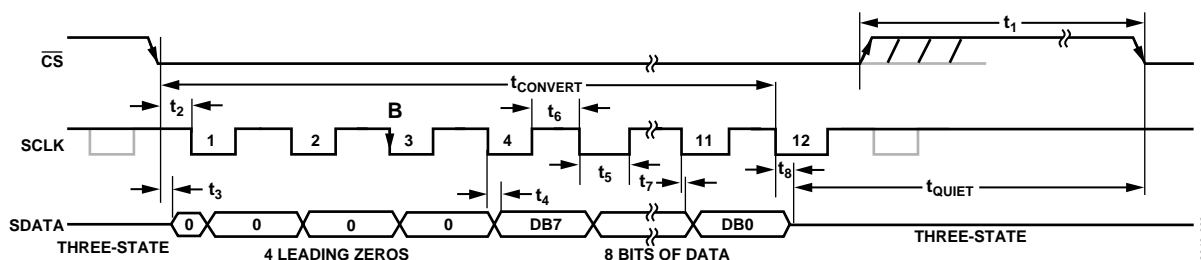 t1
CS
tCONVERT
t2
B
t6
SCLK
1
2
3
4
11
12
t3
t4
t5
t7
t8
tQUIET
SDATA
0
0
0
0
DB7
DB0
THREE-STATE
4 LEADING ZEROS
8 BITS OF DATA
THREE-STATE